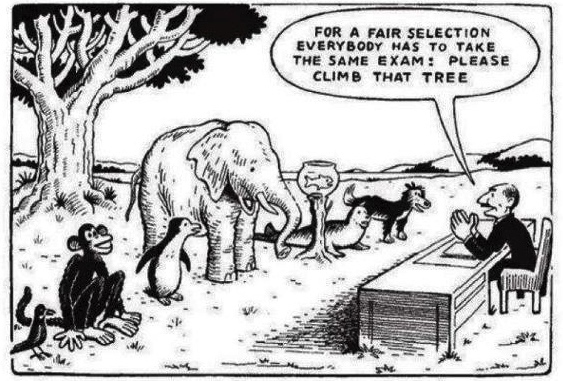 FOR A FAIR SELECTION
EVERYBODY HAS TO TAKE
THE SAME EXAM: PLEASE
CLIMB THAT TREE